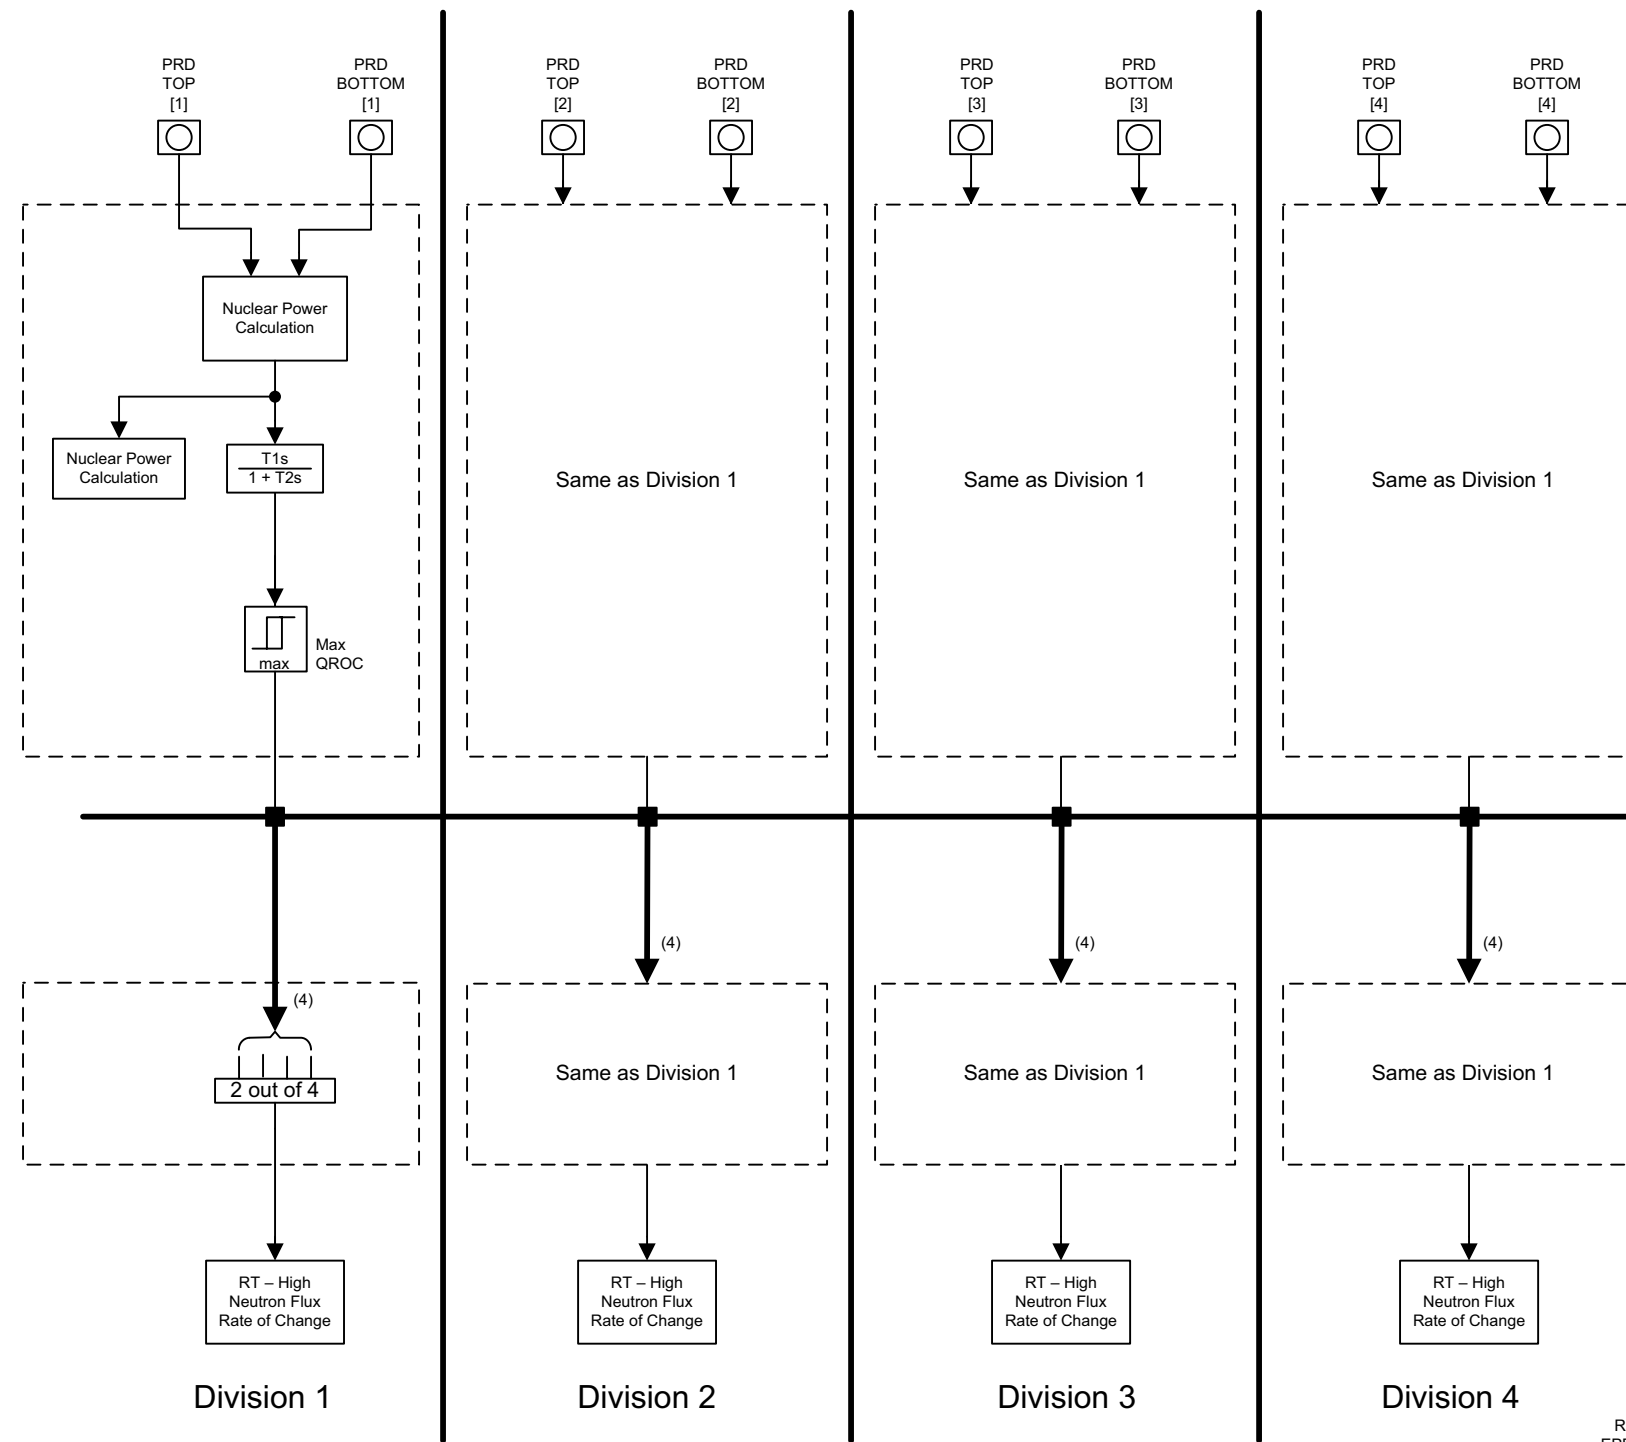 PRD
TOP
[1]
PRD
BOTTOM
[1]
PRD
TOP
[2]
PRD
BOTTOM
[2]
PRD
TOP
[3]
PRD
BOTTOM
[3]
PRD
TOP
[4]
PRD
BOTTOM
[4]
Nuclear Power
Calculation
Nuclear Power
Calculation
T1s
1 + T2s
max
Max
QROC
Same as Division 1
Same as Division 1
Same as Division 1
(4)
(4)
(4)
(4)
2 out of 4
Same as Division 1
Same as Division 1
Same as Division 1
RT – High
Neutron Flux
Rate of Change
RT – High
Neutron Flux
Rate of Change
RT – High
Neutron Flux
Rate of Change
RT – High
Neutron Flux
Rate of Change
Division 1
Division 2
Division 3
Division 4